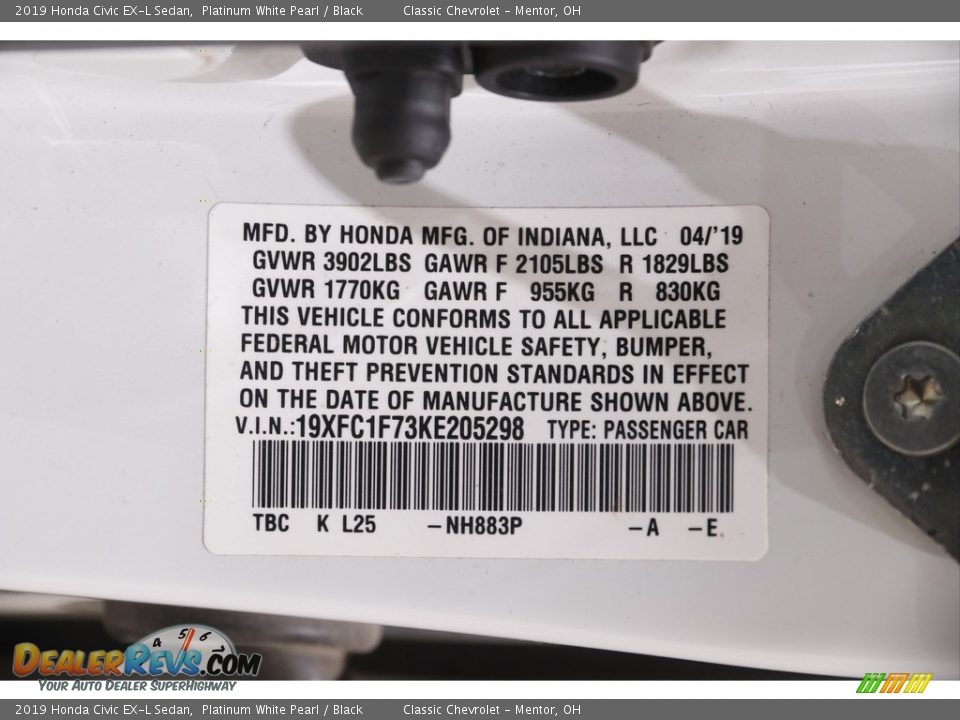 2019 Honda Civic EX-L Sedan,  Platinum White Pearl / Black        Classic Chevrolet - Mentor, OH
MFD. BY HONDA MFG. OF INDIANA, LLC  04/'19
GVWR 3902LBS  GAWR F 2105LBS  R 1829LBS
GVWR 1770KG  GAWR F  955KG  R  830KG
THIS VEHICLE CONFORMS TO ALL APPLICABLE
FEDERAL MOTOR VEHICLE SAFETY, BUMPER,
AND THEFT PREVENTION STANDARDS IN EFFECT
ON THE DATE OF MANUFACTURE SHOWN ABOVE.
V.I.N.:19XFC1F73KE205298  TYPE: PASSENGER CAR
TBC  K L25  –NH883P  –A  –E
4 5 6 7
DEALERREVS.COM
YOUR AUTO DEALER SUPERHIGHWAY
2019 Honda Civic EX-L Sedan,  Platinum White Pearl / Black        Classic Chevrolet - Mentor, OH